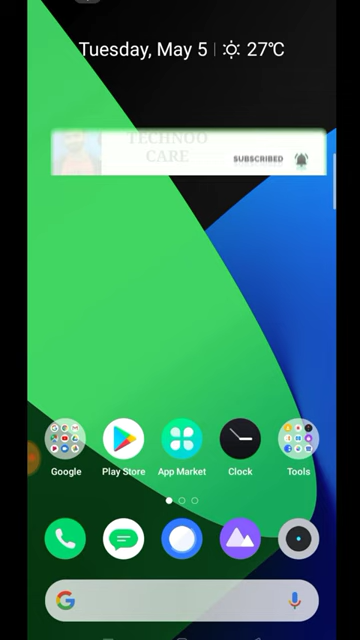 Tuesday, May 5 27°C
TECHNOO
CARE
SUBSCRIBED
Google Play Store App Market Clock Tools